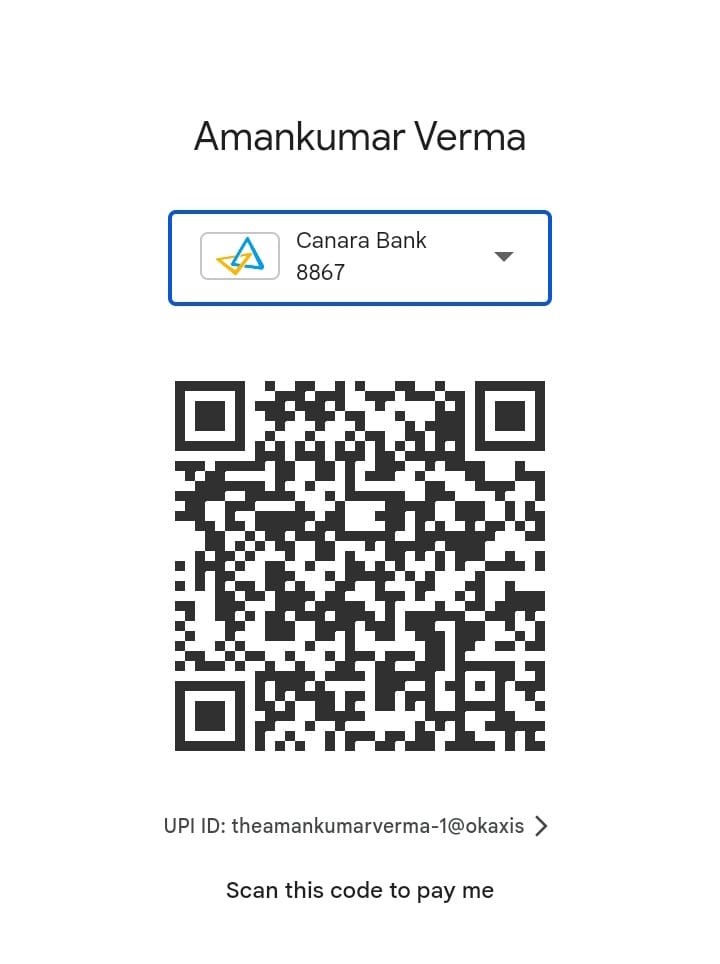 Amankumar Verma
Canara Bank
8867
UPI ID: theamankumarverma-1@okaxis
Scan this code to pay me